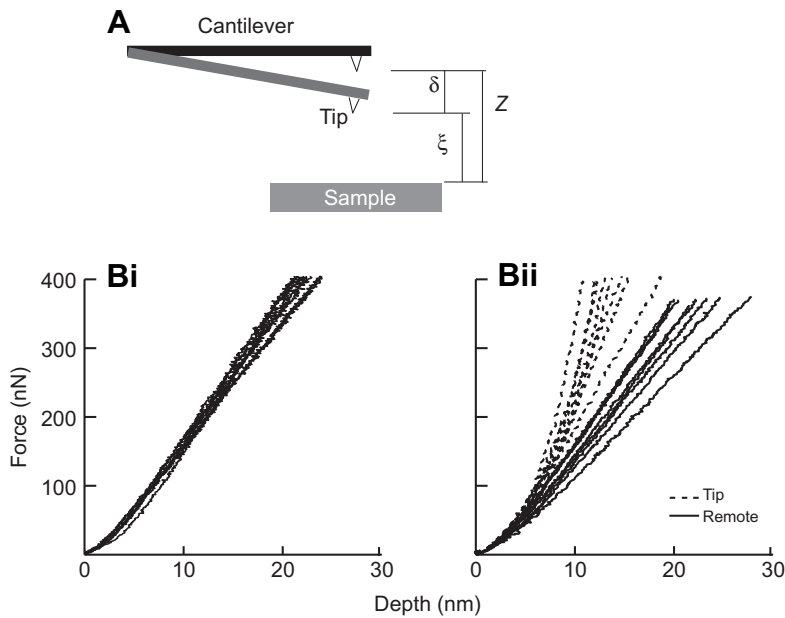 A
Cantilever
δ
Z
Tip
ξ
Sample
Bi
Bii
400
300
200
100
Force (nN)
Tip
Remote
0 10 20 30
0 10 20 30
Depth (nm)